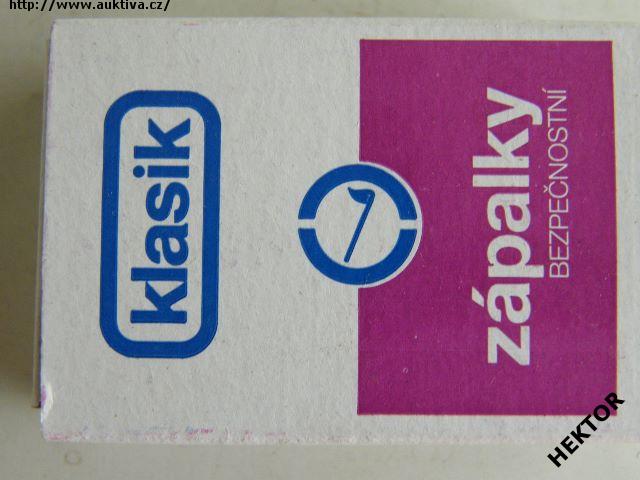 http://www.auktiva.cz/
klasik
zápalky
BEZPEČNOSTNÍ
HEKTOR